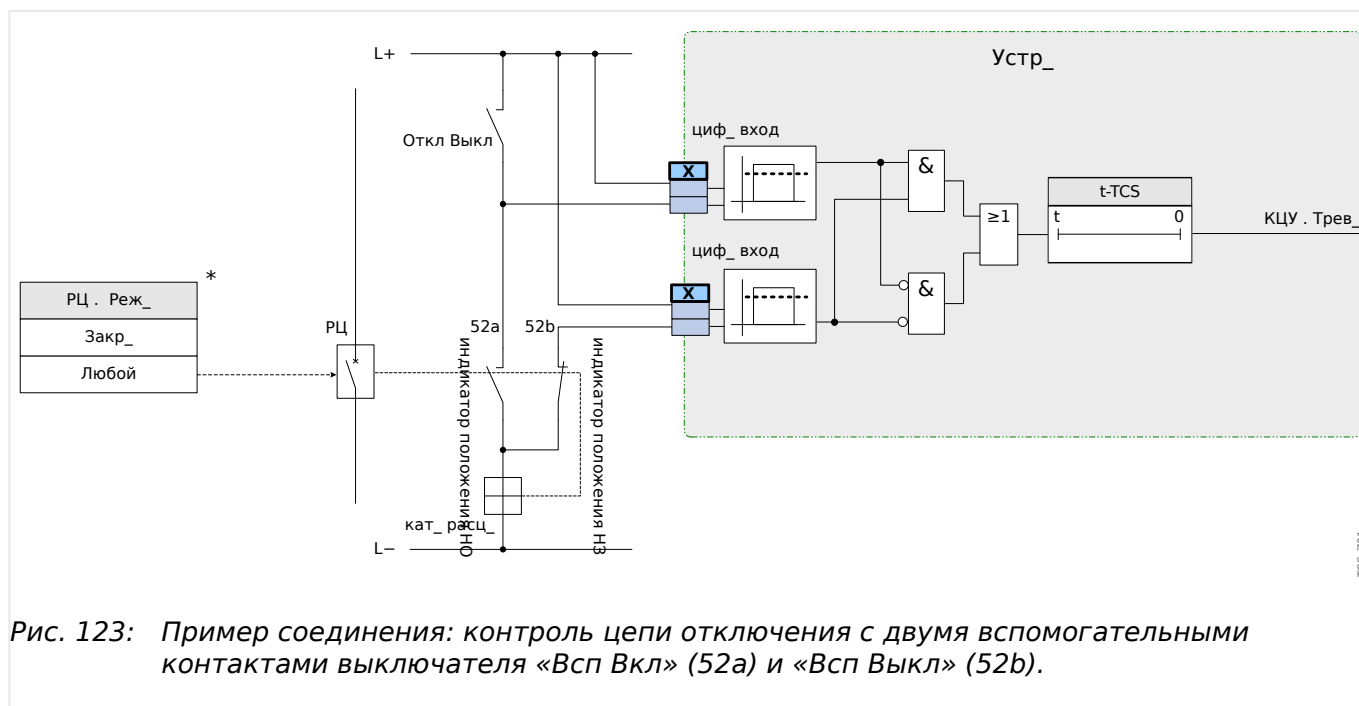 L+
Устр_
Откл Выкл
циф_ вход
X
&
≥1
t-TCS
t 0
КЦУ . Трев_
циф_ вход
X
&
*
РЦ . Реж_
Закр_
Любой
РЦ
52a 52b
индикатор положения НО
индикатор положения НЗ
кат_ расц_
L−
Рис. 123: Пример соединения: контроль цепи отключения с двумя вспомогательными
контактами выключателя «Всп Вкл» (52a) и «Всп Выкл» (52b).